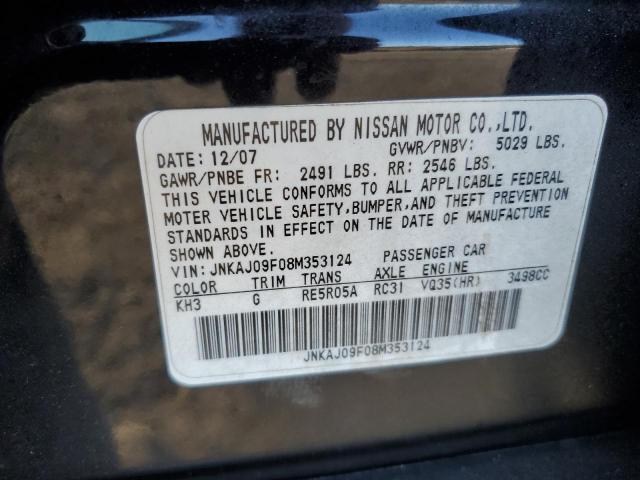 MANUFACTURED BY NISSAN MOTOR CO.,LTD.
DATE: 12/07 GVWR/PNBV: 5029 LBS.
GAWR/PNBE FR: 2491 LBS. RR: 2546 LBS.
THIS VEHICLE CONFORMS TO ALL APPLICABLE FEDERAL
MOTER VEHICLE SAFETY,BUMPER,AND THEFT PREVENTION
STANDARDS IN EFFECT ON THE DATE OF MANUFACTURE
SHOWN ABOVE.
VIN: JNKAJ09F08M353124 PASSENGER CAR
COLOR TRIM TRANS AXLE ENGINE
KH3 G RE5R05A RC31 VQ35(HR) 3498CC
JNKAJ09F08M353124